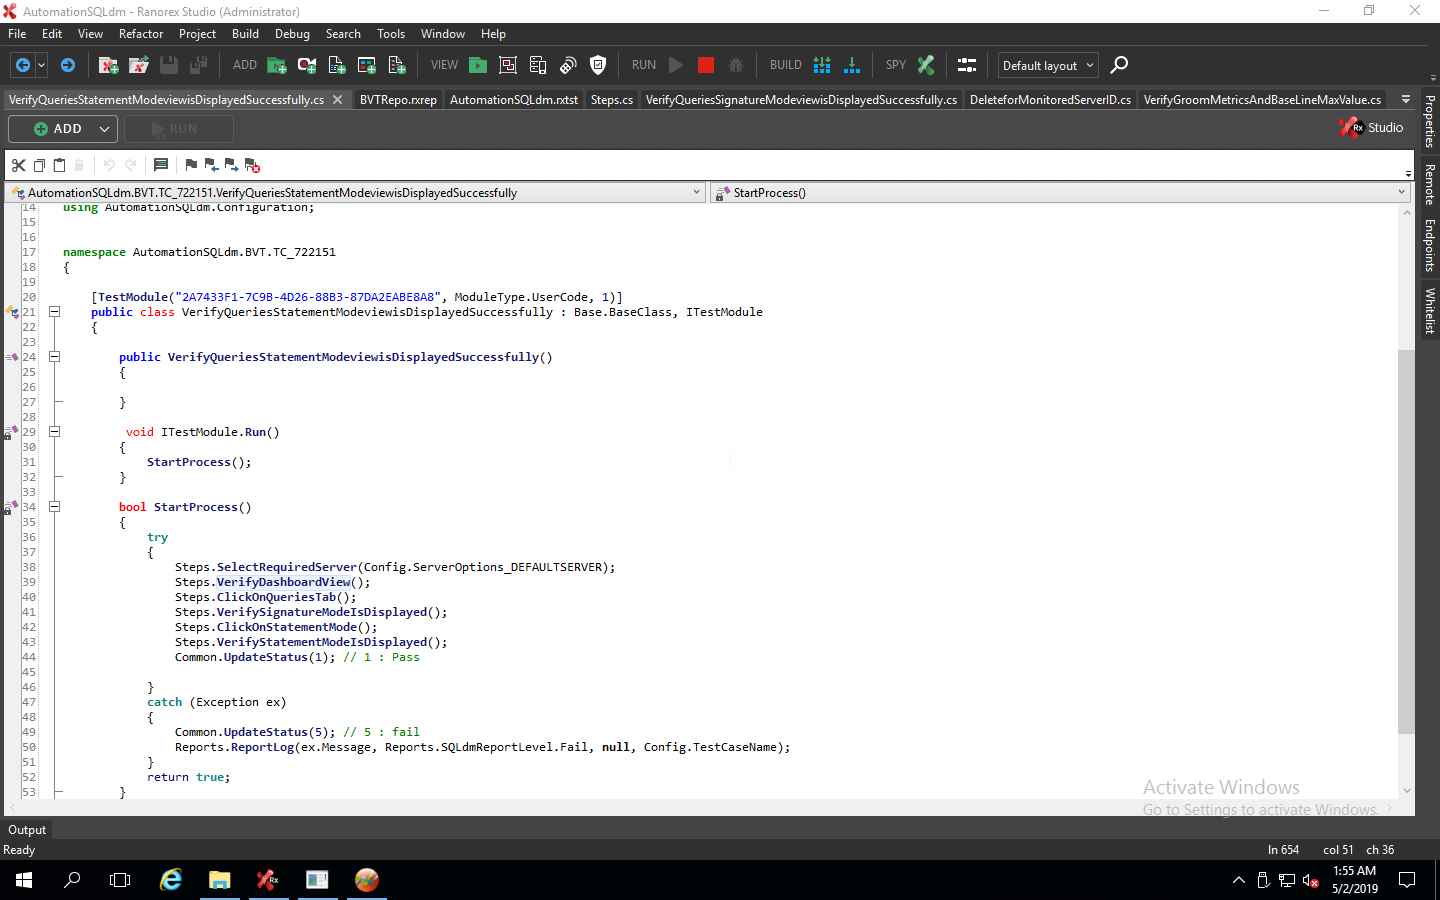 AutomationSQLdm - Ranorex Studio (Administrator)
File Edit View Refactor Project Build Debug Search Tools Window Help
ADD VIEW RUN BUILD SPY Default layout
VerifyQueriesStatementModeviewisDisplayedSuccessfully.cs BVTRepo.rxrep AutomationSQLdm.rxtst Steps.cs VerifyQueriesSignatureModeviewisDisplayedSuccessfully.cs DeleteforMonitoredServerID.cs VerifyGroomMetricsAndBaseLineMaxValue.cs
ADD RUN
Rx Studio
AutomationSQLdm.BVT.TC_722151.VerifyQueriesStatementModeviewisDisplayedSuccessfully StartProcess()
14 using AutomationSQLdm.Configuration;
15
16
17 namespace AutomationSQLdm.BVT.TC_722151
18 {
19
20 [TestModule("2A7433F1-7C9B-4D26-88B3-87DA2EABE8A8", ModuleType.UserCode, 1)]
21 public class VerifyQueriesStatementModeviewisDisplayedSuccessfully : Base.BaseClass, ITestModule
22 {
23
24 public VerifyQueriesStatementModeviewisDisplayedSuccessfully()
25 {
26
27 }
28
29 void ITestModule.Run()
30 {
31 StartProcess();
32 }
33
34 bool StartProcess()
35 {
36 try
37 {
38 Steps.SelectRequiredServer(Config.ServerOptions_DEFAULTSERVER);
39 Steps.VerifyDashboardView();
40 Steps.ClickOnQueriesTab();
41 Steps.VerifySignatureModeIsDisplayed();
42 Steps.ClickOnStatementMode();
43 Steps.VerifyStatementModeIsDisplayed();
44 Common.UpdateStatus(1); // 1 : Pass
45
46 }
47 catch (Exception ex)
48 {
49 Common.UpdateStatus(5); // 5 : fail
50 Reports.ReportLog(ex.Message, Reports.SQLdmReportLevel.Fail, null, Config.TestCaseName);
51 }
52 return true;
53 }
Properties
Remote Endpoints
Whitelist
Activate Windows
Go to Settings to activate Windows.
Output
Ready ln 654 col 51 ch 36
Rx
1:55 AM
5/2/2019